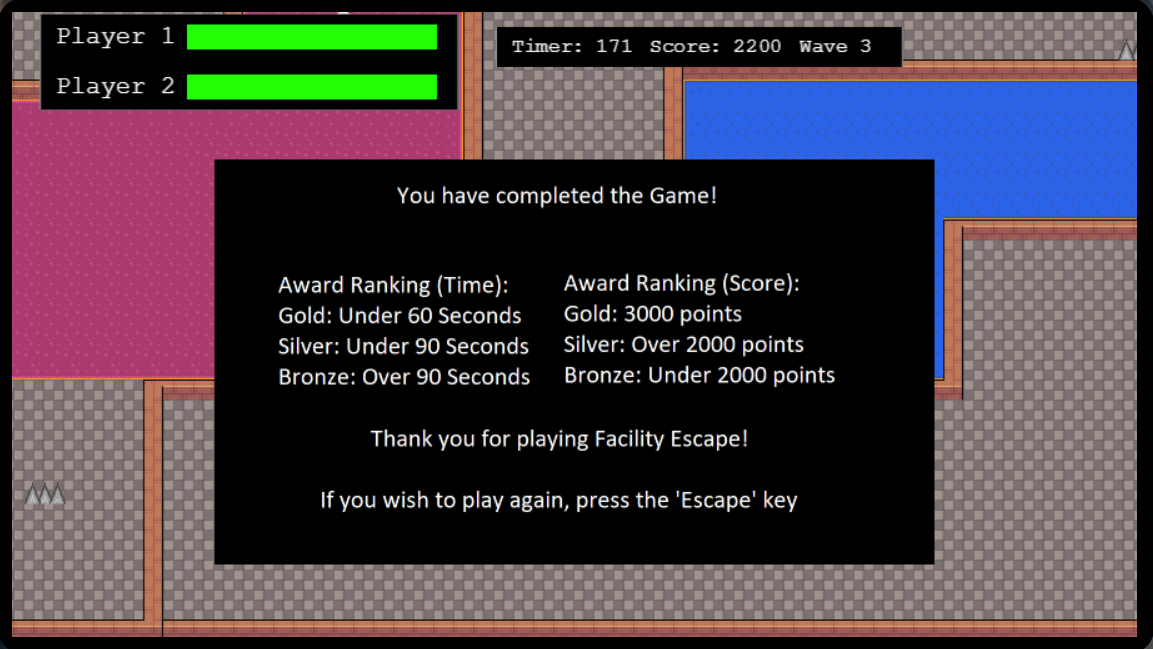 Player 1
Timer: 171 Score: 2200 Wave 3
Player 2
You have completed the Game!
Award Ranking (Time):
Gold: Under 60 Seconds
Silver: Under 90 Seconds
Bronze: Over 90 Seconds
Award Ranking (Score):
Gold: 3000 points
Silver: Over 2000 points
Bronze: Under 2000 points
Thank you for playing Facility Escape!
If you wish to play again, press the 'Escape' key